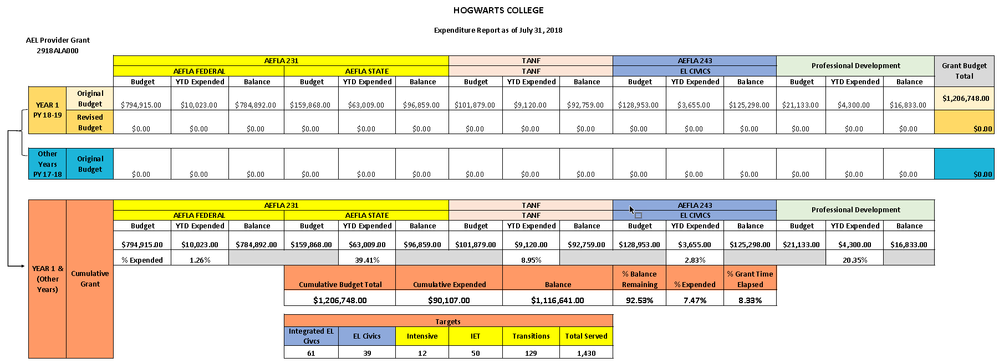 HOGWARTS COLLEGE
Expenditure Report as of July 31, 2018
AEL Provider Grant
2918ALA000
AEFLA 231 TANF AEFLA 243 Professional Development Grant Budget Total
AEFLA FEDERAL AEFLA STATE TANF EL CIVICS
Budget YTD Expended Balance Budget YTD Expended Balance Budget YTD Expended Balance Budget YTD Expended Balance Budget YTD Expended Balance
YEAR 1 PY 18-19 Original Budget $794,915.00 $10,023.00 $784,892.00 $159,868.00 $63,009.00 $96,859.00 $101,879.00 $9,120.00 $92,759.00 $128,953.00 $3,655.00 $125,298.00 $21,133.00 $4,300.00 $16,833.00 $1,206,748.00
Revised Budget $0.00 $0.00 $0.00 $0.00 $0.00 $0.00 $0.00 $0.00 $0.00 $0.00 $0.00 $0.00 $0.00 $0.00 $0.00 $0.00
Other Years PY 17-18 Original Budget $0.00 $0.00 $0.00 $0.00 $0.00 $0.00 $0.00 $0.00 $0.00 $0.00 $0.00 $0.00 $0.00 $0.00 $0.00 $0.00
AEFLA 231 TANF AEFLA 243 Professional Development
AEFLA FEDERAL AEFLA STATE TANF EL CIVICS
Budget YTD Expended Balance Budget YTD Expended Balance Budget YTD Expended Balance Budget YTD Expended Balance Budget YTD Expended Balance
$794,915.00 $10,023.00 $784,892.00 $159,868.00 $63,009.00 $96,859.00 $101,879.00 $9,120.00 $92,759.00 $128,953.00 $3,655.00 $125,298.00 $21,133.00 $4,300.00 $16,833.00
% Expended 1.26% 39.41% 8.95% 2.83% 20.35%
YEAR 1 & (Other Years) Cumulative Grant
Cumulative Budget Total Cumulative Expended Balance % Balance Remaining % Expended % Grant Time Elapsed
$1,206,748.00 $90,107.00 $1,116,641.00 92.53% 7.47% 8.33%
Targets
Integrated EL Civcs EL Civics Intensive IET Transitions Total Served
61 39 12 50 129 1,430